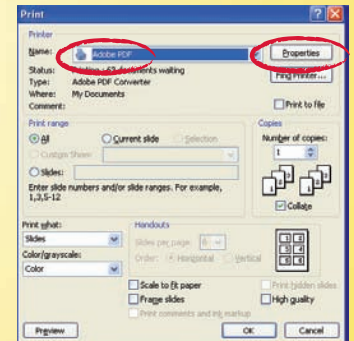 Print
Printer
Name: Adobe PDF Properties
Status: Printing: 62 documents waiting
Type: Adobe PDF Converter Find Printer...
Where: My Documents
Comment: Print to file
Print range
All Current slide Selection
Custom Show:
Slides:
Enter slide numbers and/or slide ranges. For example,
1,3,5-12
Copies
Number of copies:
1
Collate
Print what:
Slides
Color/grayscale:
Color
Handouts
Slides per page: 6
Order: Horizontal Vertical
Scale to fit paper Print hidden slides
Frame slides High quality
Print comments and ink markup
Preview OK Cancel